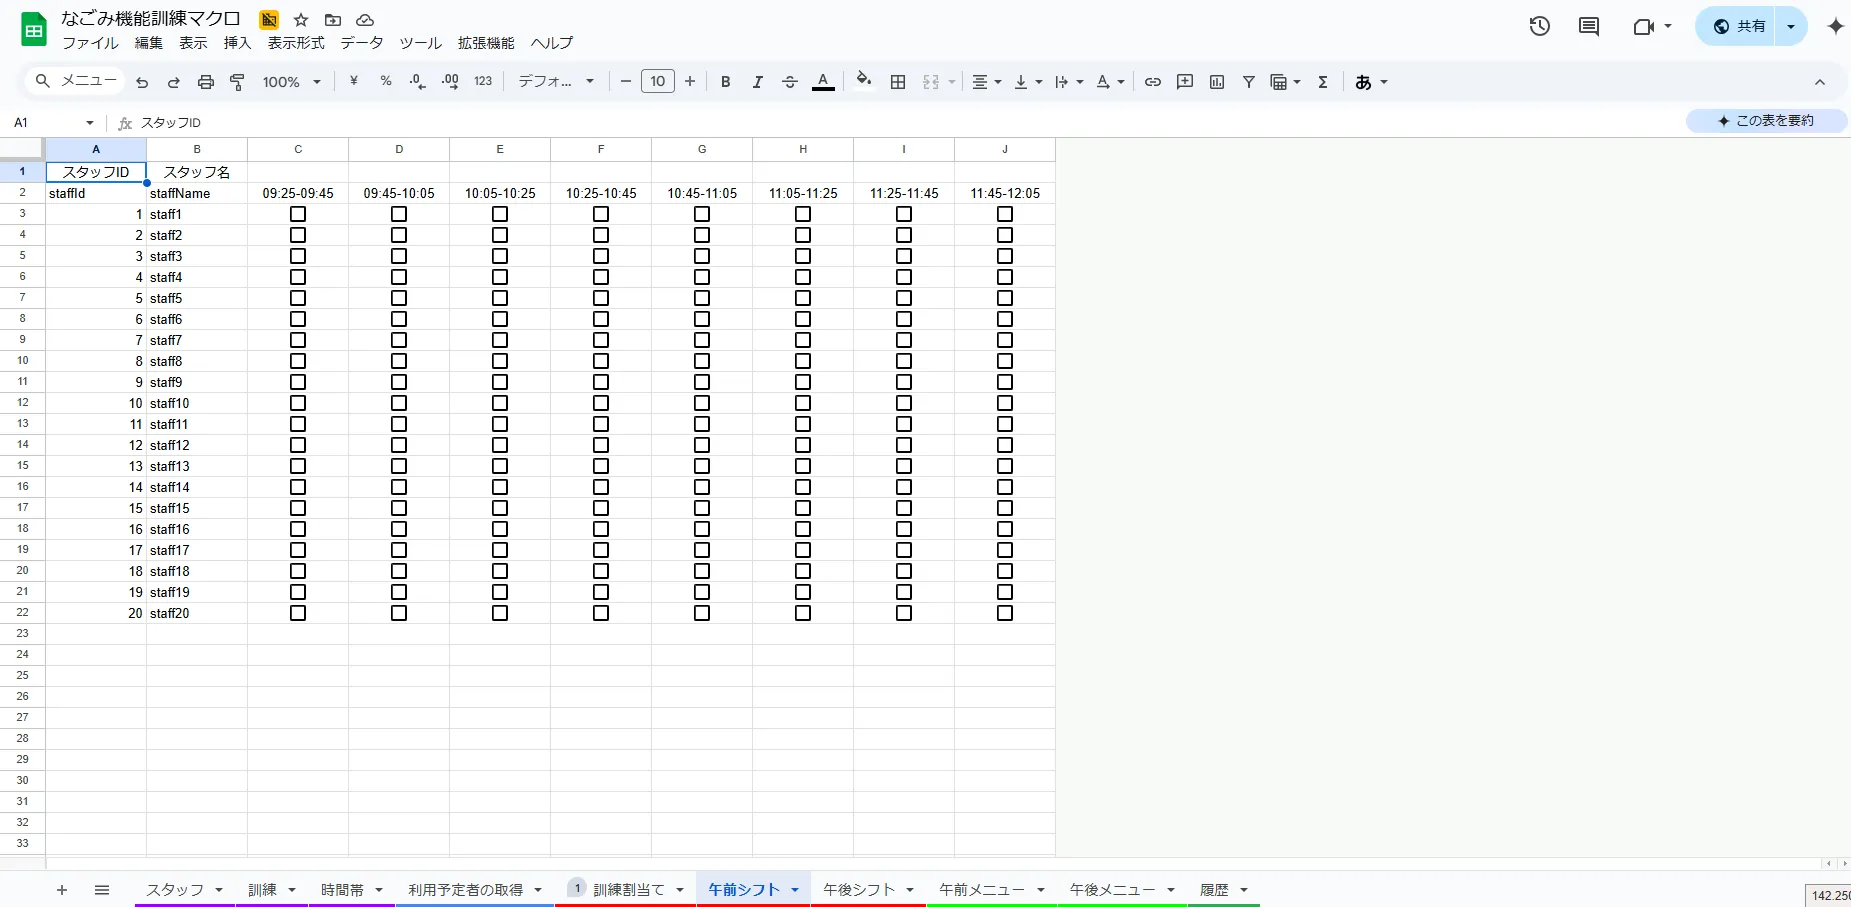 なごみ機能訓練マクロ
ファイル 編集 表示 挿入 表示形式 データ ツール 拡張機能 ヘルプ
共有
メニュー 100% ¥ % .0 .00 123 デフォ... 10 B I A あ
A1 スタッフID
この表を要約
A B C D E F G H I J
1 スタッフID スタッフ名
2 staffId staffName 09:25-09:45 09:45-10:05 10:05-10:25 10:25-10:45 10:45-11:05 11:05-11:25 11:25-11:45 11:45-12:05
3 1 staff1
4 2 staff2
5 3 staff3
6 4 staff4
7 5 staff5
8 6 staff6
9 7 staff7
10 8 staff8
11 9 staff9
12 10 staff10
13 11 staff11
14 12 staff12
15 13 staff13
16 14 staff14
17 15 staff15
18 16 staff16
19 17 staff17
20 18 staff18
21 19 staff19
22 20 staff20
23
24
25
26
27
28
29
30
31
32
33
スタッフ 訓練 時間帯 利用予定者の取得 1 訓練割当て 午前シフト 午後シフト 午前メニュー 午後メニュー 履歴
142.250